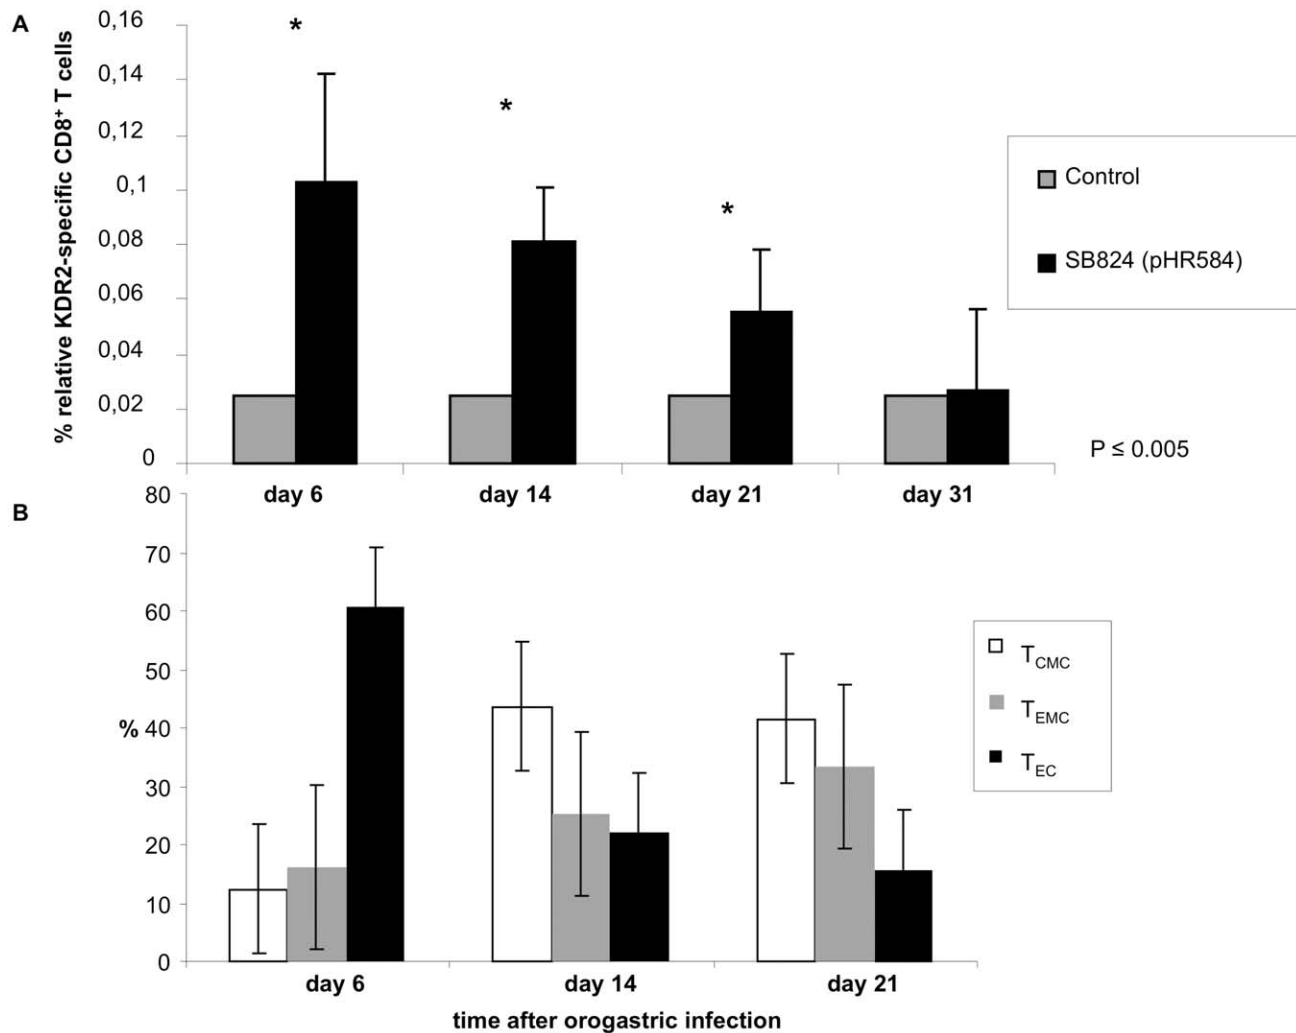 A
% relative KDR2-specific CD8⁺ T cells
0,16
0,14
0,12
0,1
0,08
0,06
0,04
0,02
0
*
*
*
Control
SB824 (pHR584)
P ≤ 0.005
day 6 day 14 day 21 day 31
B
%
80
70
60
50
40
30
20
10
0
T_CMC
T_EMC
T_EC
day 6 day 14 day 21
time after orogastric infection